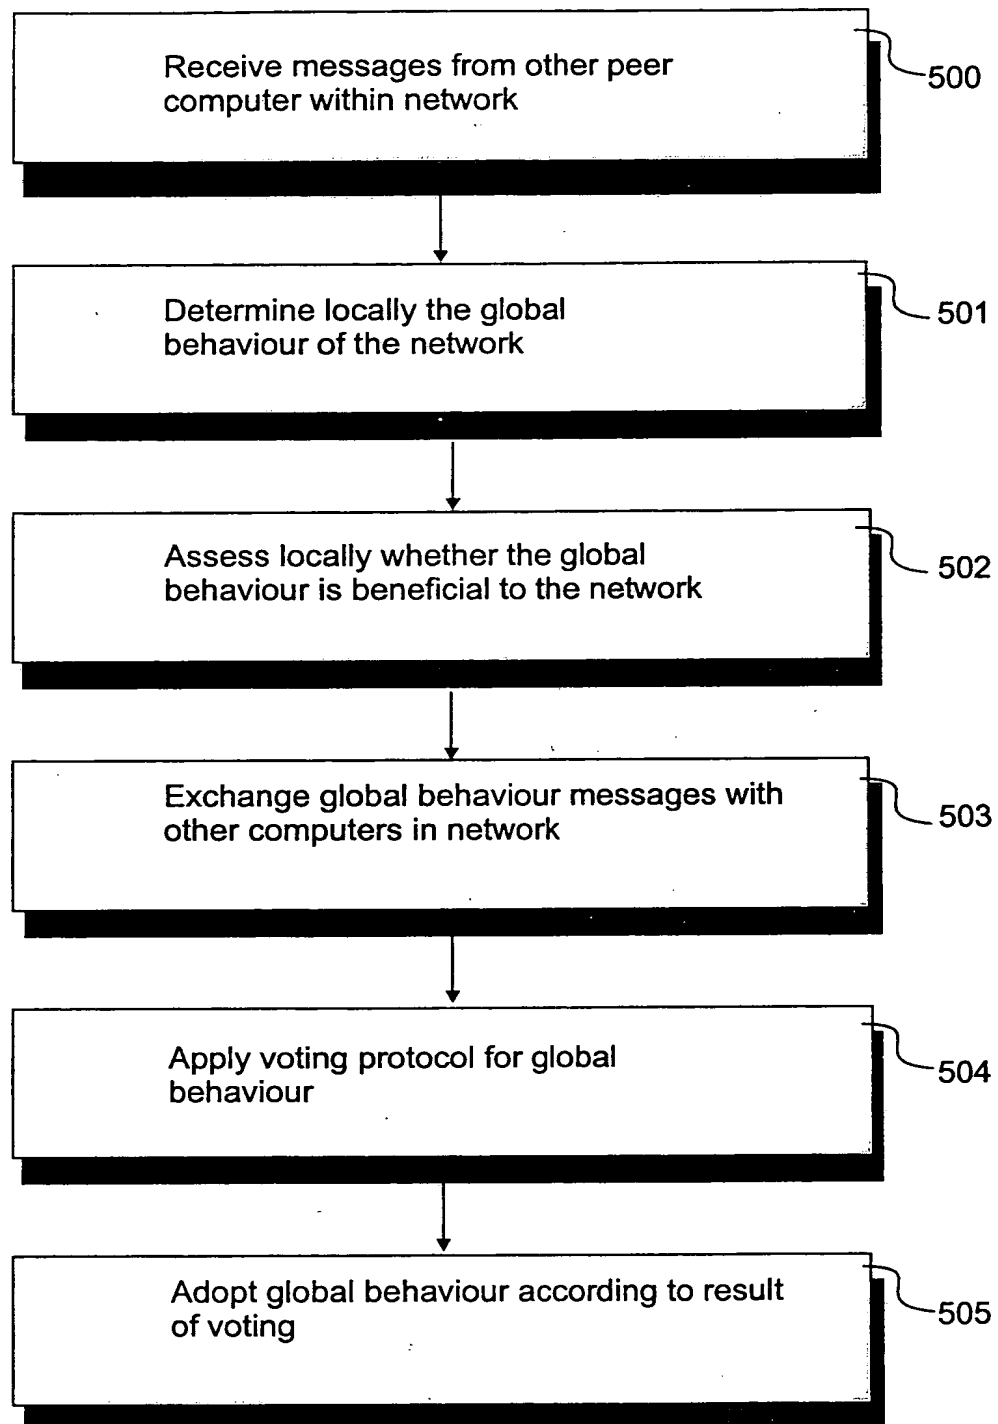 Receive messages from other peer
computer within network
500
Determine locally the global
behaviour of the network
501
Assess locally whether the global
behaviour is beneficial to the network
502
Exchange global behaviour messages with
other computers in network
503
Apply voting protocol for global
behaviour
504
Adopt global behaviour according to result
of voting
505